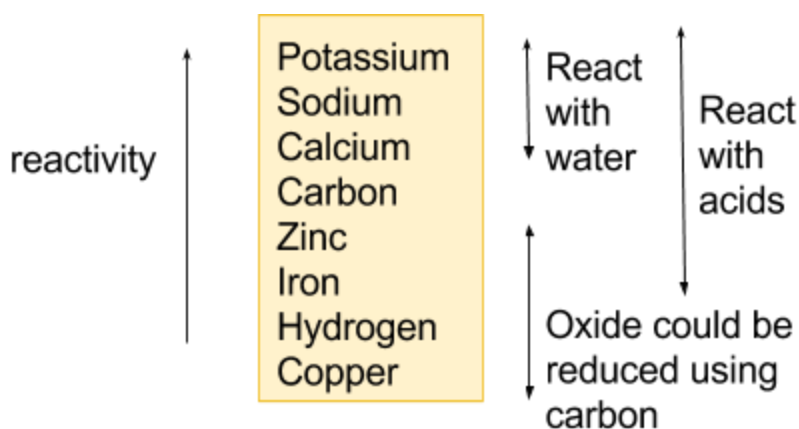 reactivity
Potassium
Sodium
Calcium
Carbon
Zinc
Iron
Hydrogen
Copper
React
with
water
React
with
acids
Oxide could be
reduced using
carbon